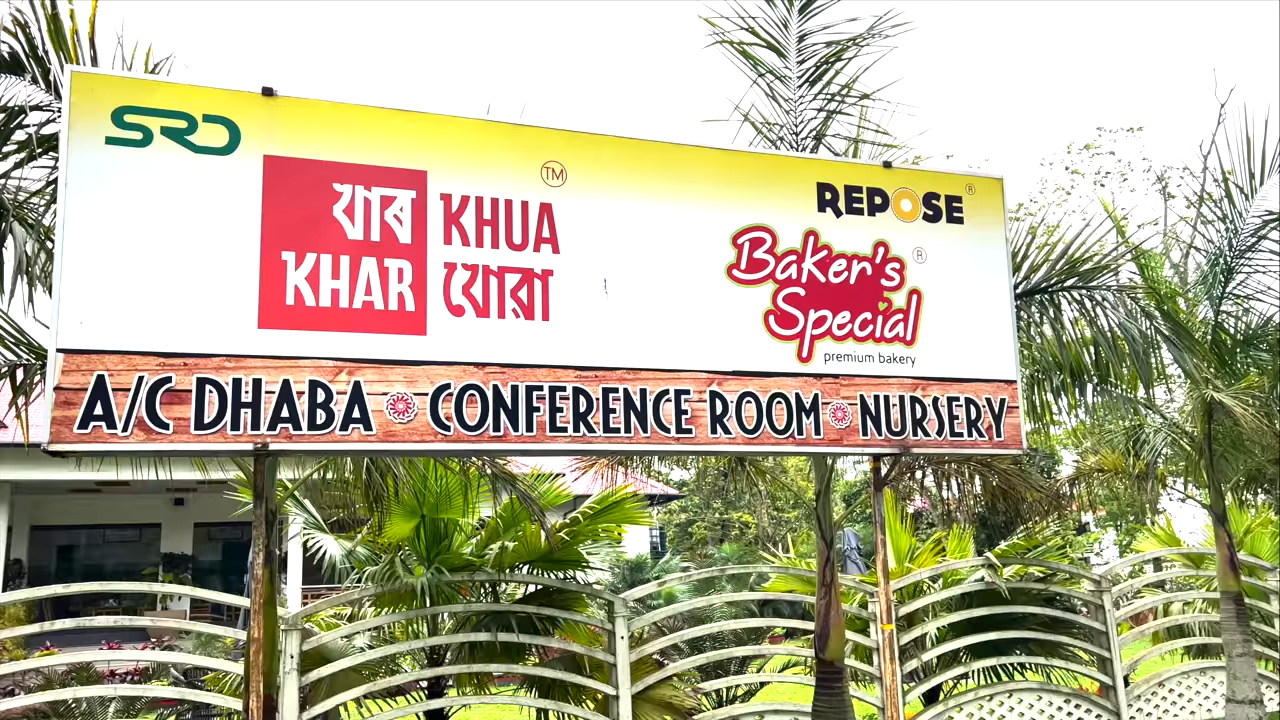 SRD
খাৰ KHUA TM
KHAR খোৱা
REPOSE ®
Baker's ®
Special
premium bakery
A/C DHABA CONFERENCE ROOM NURSERY